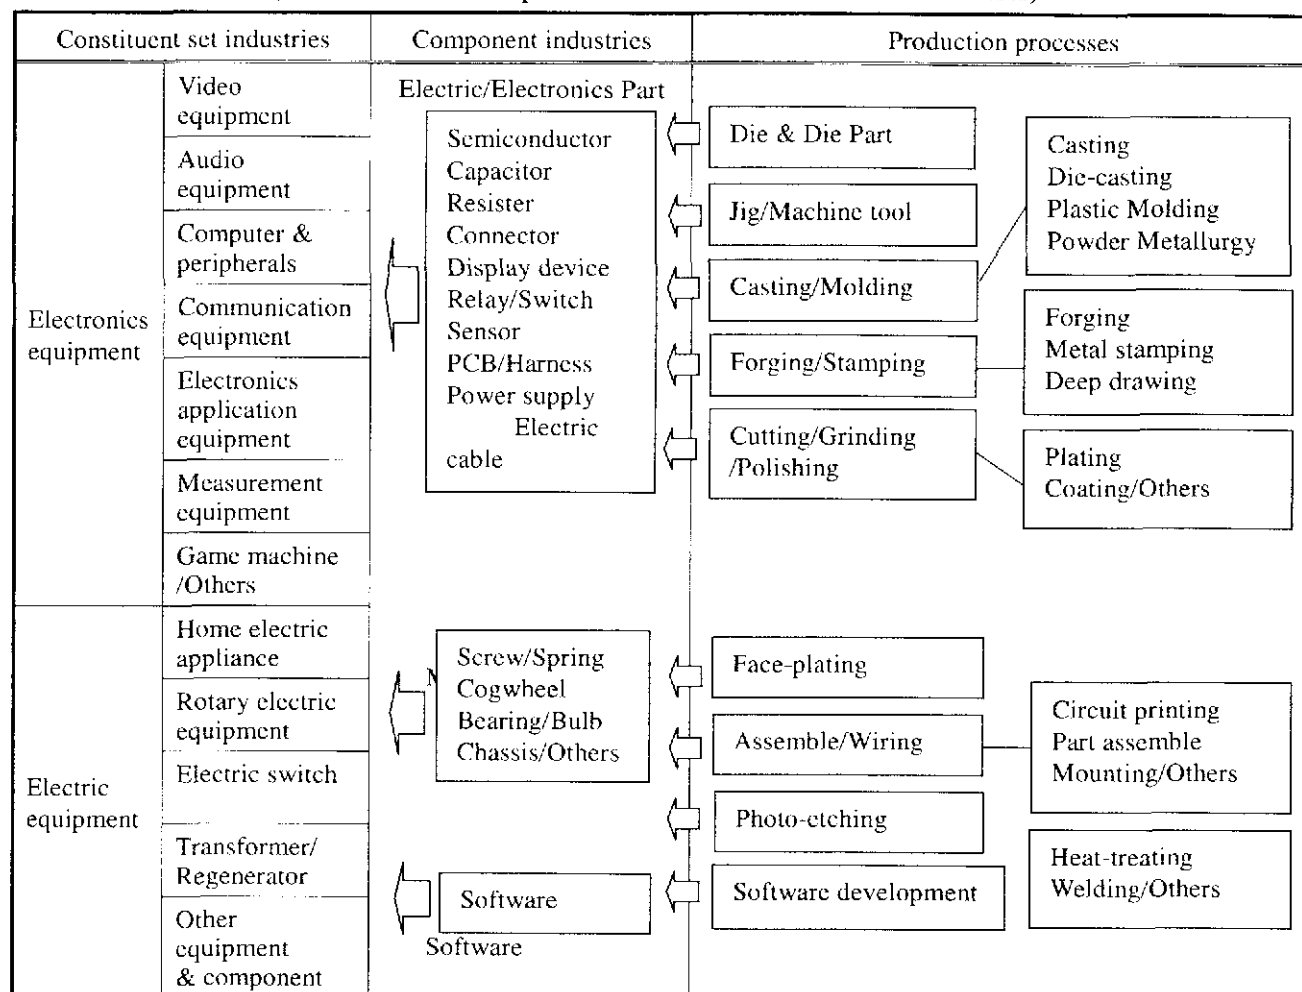 Constituent set industries
Component industries
Production processes
Electronics
equipment
Video
equipment
Audio
equipment
Computer &
peripherals
Communication
equipment
Electronics
application
equipment
Measurement
equipment
Game machine
/Others
Electric
equipment
Home electric
appliance
Rotary electric
equipment
Electric switch
Transformer/
Regenerator
Other
equipment
& component
Electric/Electronics Part
Semiconductor
Capacitor
Resister
Connector
Display device
Relay/Switch
Sensor
PCB/Harness
Power supply
Electric
cable
Screw/Spring
Cogwheel
Bearing/Bulb
Chassis/Others
Software
Software
Die & Die Part
Jig/Machine tool
Casting/Molding
Forging/Stamping
Cutting/Grinding
/Polishing
Face-plating
Assemble/Wiring
Photo-etching
Software development
Casting
Die-casting
Plastic Molding
Powder Metallurgy
Forging
Metal stamping
Deep drawing
Plating
Coating/Others
Circuit printing
Part assemble
Mounting/Others
Heat-treating
Welding/Others